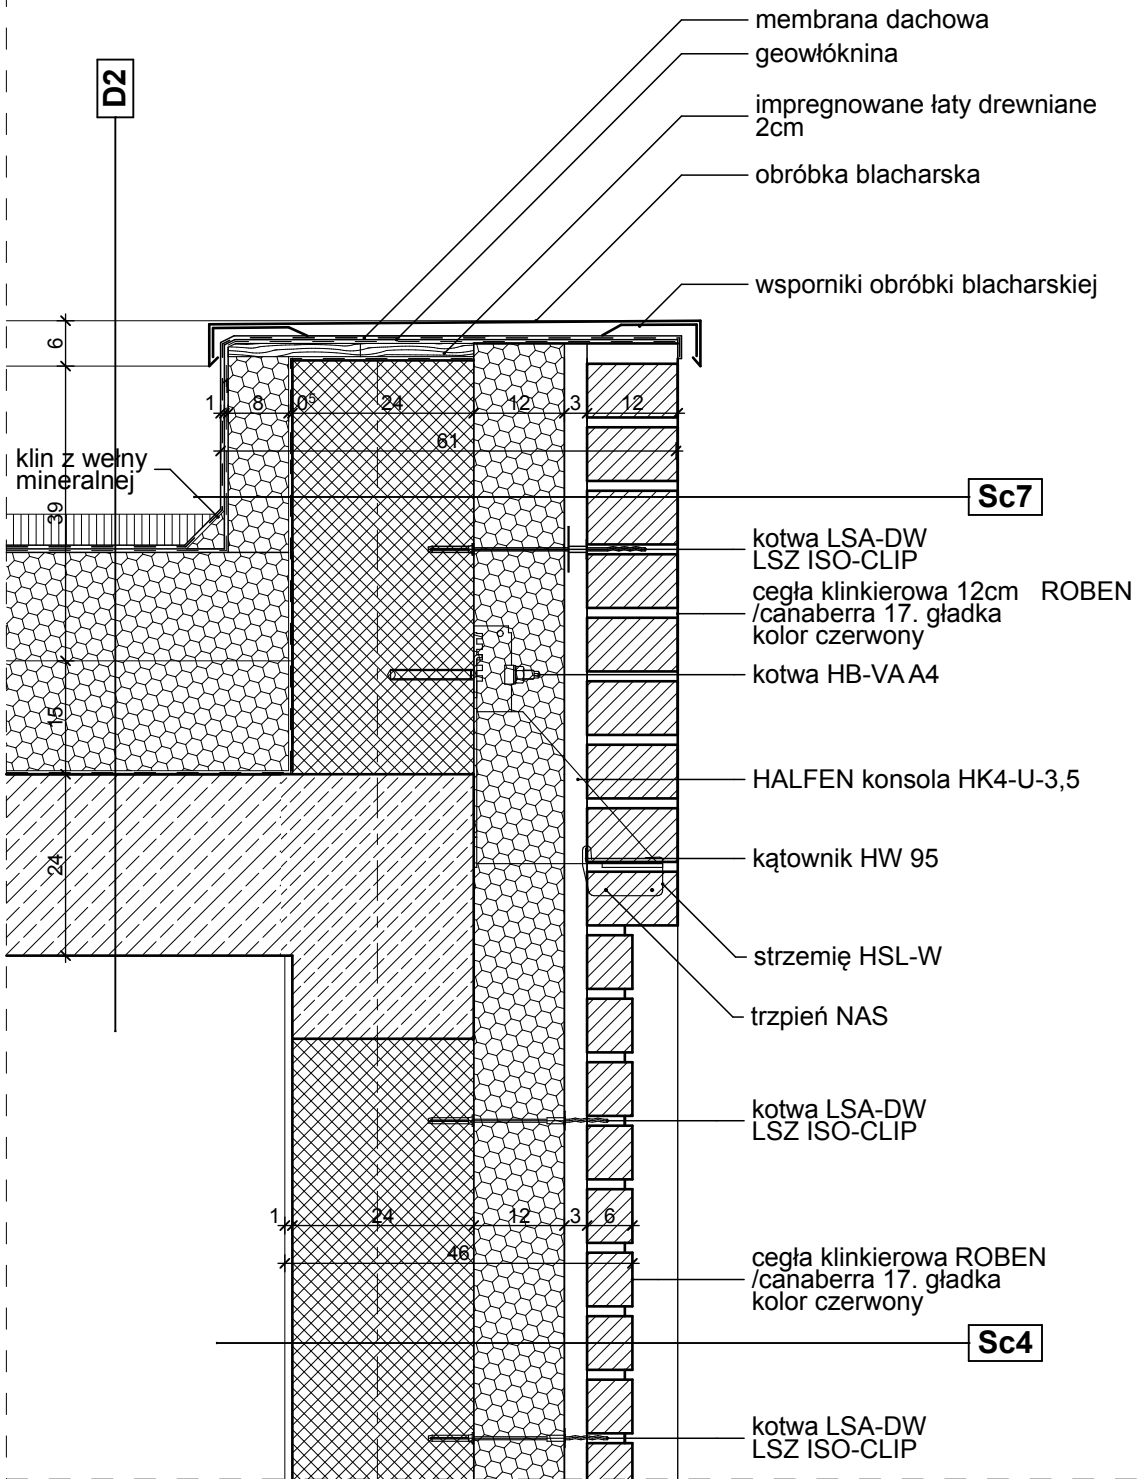 membrana dachowa
geowłóknina
D2
impregnowane łaty drewniane
2cm
obróbka blacharska
wsporniki obróbki blacharskiej
6
1 8 0⁵ 24 12 3 12
61
klin z wełny
mineralnej
39
Sc7
kotwa LSA-DW
LSZ ISO-CLIP
cegła klinkierowa 12cm ROBEN
/canaberra 17. gładka
kolor czerwony
kotwa HB-VA A4
15
HALFEN konsola HK4-U-3,5
24
kątownik HW 95
strzemię HSL-W
trzpień NAS
kotwa LSA-DW
LSZ ISO-CLIP
1 24 12 3 6
46
cegła klinkierowa ROBEN
/canaberra 17. gładka
kolor czerwony
Sc4
kotwa LSA-DW
LSZ ISO-CLIP